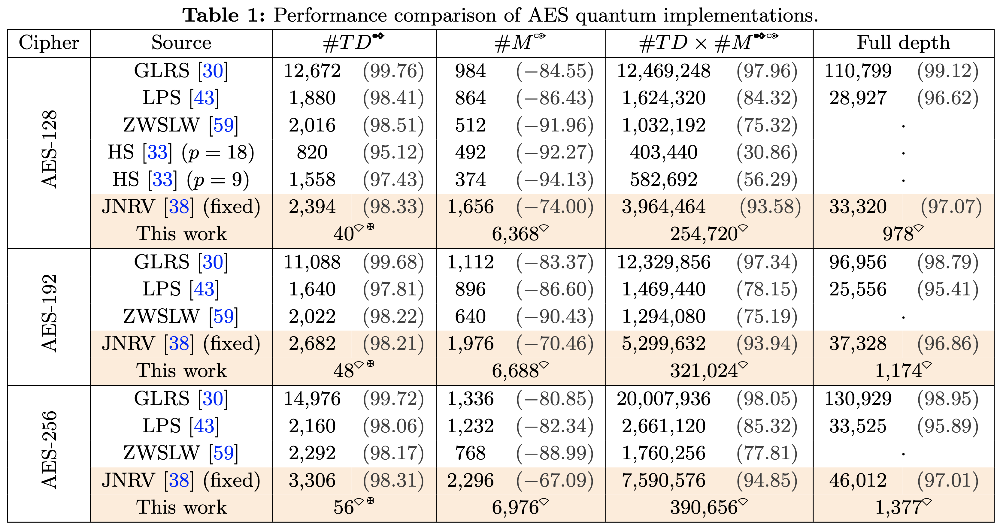 Table 1: Performance comparison of AES quantum implementations.
Cipher Source #TD #M #TD × #M Full depth
AES-128
GLRS [30] 12,672 (99.76) 984 (−84.55) 12,469,248 (97.96) 110,799 (99.12)
LPS [43] 1,880 (98.41) 864 (−86.43) 1,624,320 (84.32) 28,927 (96.62)
ZWSLW [59] 2,016 (98.51) 512 (−91.96) 1,032,192 (75.32) ·
HS [33] (p = 18) 820 (95.12) 492 (−92.27) 403,440 (30.86) ·
HS [33] (p = 9) 1,558 (97.43) 374 (−94.13) 582,692 (56.29) ·
JNRV [38] (fixed) 2,394 (98.33) 1,656 (−74.00) 3,964,464 (93.58) 33,320 (97.07)
This work 40 ✠ 6,368 254,720 978
AES-192
GLRS [30] 11,088 (99.68) 1,112 (−83.37) 12,329,856 (97.34) 96,956 (98.79)
LPS [43] 1,640 (97.81) 896 (−86.60) 1,469,440 (78.15) 25,556 (95.41)
ZWSLW [59] 2,022 (98.22) 640 (−90.43) 1,294,080 (75.19) ·
JNRV [38] (fixed) 2,682 (98.21) 1,976 (−70.46) 5,299,632 (93.94) 37,328 (96.86)
This work 48 ✠ 6,688 321,024 1,174
AES-256
GLRS [30] 14,976 (99.72) 1,336 (−80.85) 20,007,936 (98.05) 130,929 (98.95)
LPS [43] 2,160 (98.06) 1,232 (−82.34) 2,661,120 (85.32) 33,525 (95.89)
ZWSLW [59] 2,292 (98.17) 768 (−88.99) 1,760,256 (77.81) ·
JNRV [38] (fixed) 3,306 (98.31) 2,296 (−67.09) 7,590,576 (94.85) 46,012 (97.01)
This work 56 ✠ 6,976 390,656 1,377